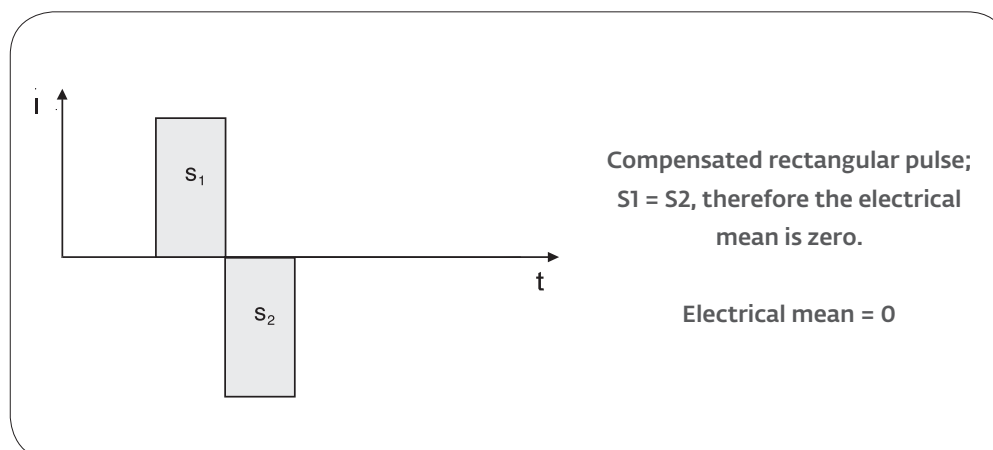 i
S₁
S₂
t
Compensated rectangular pulse;
S1 = S2, therefore the electrical
mean is zero.
Electrical mean = 0